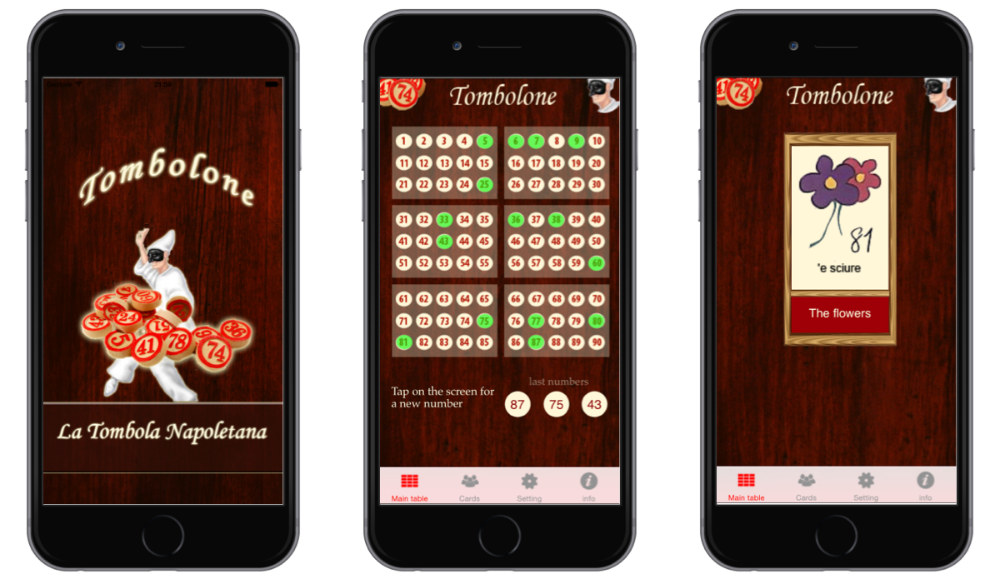 Tombolone
24
5
41
78
74
La Tombola Napoletana
41 74
Tombolone
1 2 3 4 5 6 7 8 9 10
11 12 13 14 15 16 17 18 19 20
21 22 23 24 25 26 27 28 29 30
31 32 33 34 35 36 37 38 39 40
41 42 43 44 45 46 47 48 49 50
51 52 53 54 55 56 57 58 59 60
61 62 63 64 65 66 67 68 69 70
71 72 73 74 75 76 77 78 79 80
81 82 83 84 85 86 87 88 89 90
last numbers
Tap on the screen for
a new number
87 75 43
Main table Cards Setting info
41 74
Tombolone
81
'e sciure
The flowers
Main table Cards Setting info